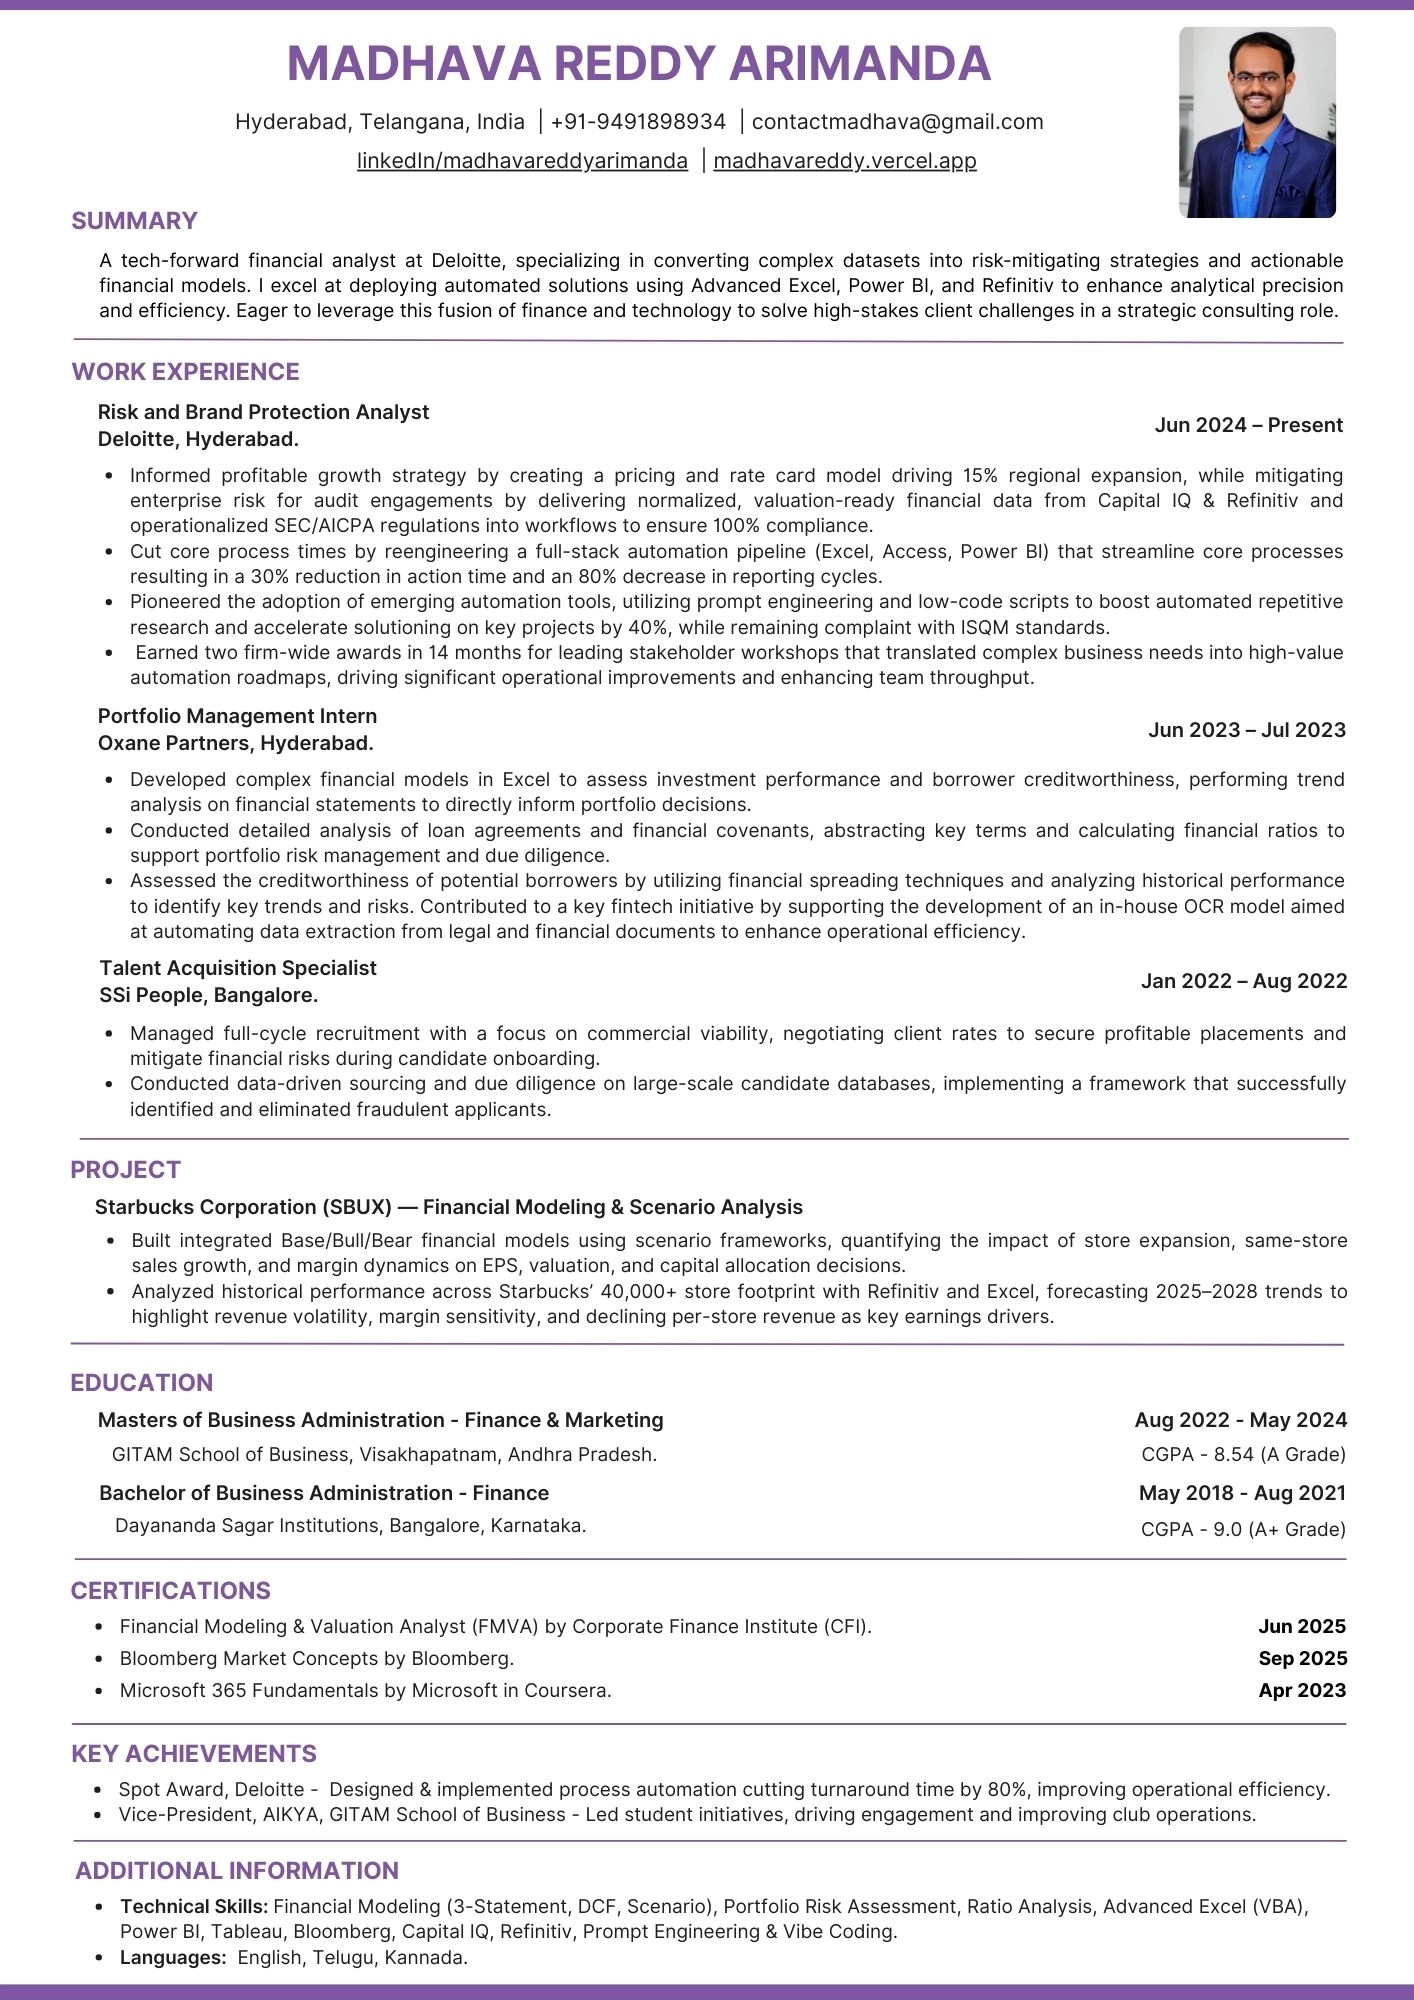 MADHAVA REDDY ARIMANDA
Hyderabad, Telangana, India | +91-9491898934 | contactmadhava@gmail.com
linkedIn/madhavareddyarimanda | madhavareddy.vercel.app
SUMMARY
A tech-forward financial analyst at Deloitte, specializing in converting complex datasets into risk-mitigating strategies and actionable
financial models. I excel at deploying automated solutions using Advanced Excel, Power BI, and Refinitiv to enhance analytical precision
and efficiency. Eager to leverage this fusion of finance and technology to solve high-stakes client challenges in a strategic consulting role.
WORK EXPERIENCE
Risk and Brand Protection Analyst
Deloitte, Hyderabad.
Jun 2024 – Present
• Informed profitable growth strategy by creating a pricing and rate card model driving 15% regional expansion, while mitigating
enterprise risk for audit engagements by delivering normalized, valuation-ready financial data from Capital IQ & Refinitiv and
operationalized SEC/AICPA regulations into workflows to ensure 100% compliance.
• Cut core process times by reengineering a full-stack automation pipeline (Excel, Access, Power BI) that streamline core processes
resulting in a 30% reduction in action time and an 80% decrease in reporting cycles.
• Pioneered the adoption of emerging automation tools, utilizing prompt engineering and low-code scripts to boost automated repetitive
research and accelerate solutioning on key projects by 40%, while remaining complaint with ISQM standards.
• Earned two firm-wide awards in 14 months for leading stakeholder workshops that translated complex business needs into high-value
automation roadmaps, driving significant operational improvements and enhancing team throughput.
Portfolio Management Intern
Oxane Partners, Hyderabad.
Jun 2023 – Jul 2023
• Developed complex financial models in Excel to assess investment performance and borrower creditworthiness, performing trend
analysis on financial statements to directly inform portfolio decisions.
• Conducted detailed analysis of loan agreements and financial covenants, abstracting key terms and calculating financial ratios to
support portfolio risk management and due diligence.
• Assessed the creditworthiness of potential borrowers by utilizing financial spreading techniques and analyzing historical performance
to identify key trends and risks. Contributed to a key fintech initiative by supporting the development of an in-house OCR model aimed
at automating data extraction from legal and financial documents to enhance operational efficiency.
Talent Acquisition Specialist
SSi People, Bangalore.
Jan 2022 – Aug 2022
• Managed full-cycle recruitment with a focus on commercial viability, negotiating client rates to secure profitable placements and
mitigate financial risks during candidate onboarding.
• Conducted data-driven sourcing and due diligence on large-scale candidate databases, implementing a framework that successfully
identified and eliminated fraudulent applicants.
PROJECT
Starbucks Corporation (SBUX) — Financial Modeling & Scenario Analysis
• Built integrated Base/Bull/Bear financial models using scenario frameworks, quantifying the impact of store expansion, same-store
sales growth, and margin dynamics on EPS, valuation, and capital allocation decisions.
• Analyzed historical performance across Starbucks’ 40,000+ store footprint with Refinitiv and Excel, forecasting 2025–2028 trends to
highlight revenue volatility, margin sensitivity, and declining per-store revenue as key earnings drivers.
EDUCATION
Masters of Business Administration - Finance & Marketing Aug 2022 - May 2024
GITAM School of Business, Visakhapatnam, Andhra Pradesh. CGPA - 8.54 (A Grade)
Bachelor of Business Administration - Finance May 2018 - Aug 2021
Dayananda Sagar Institutions, Bangalore, Karnataka. CGPA - 9.0 (A+ Grade)
CERTIFICATIONS
• Financial Modeling & Valuation Analyst (FMVA) by Corporate Finance Institute (CFI). Jun 2025
• Bloomberg Market Concepts by Bloomberg. Sep 2025
• Microsoft 365 Fundamentals by Microsoft in Coursera. Apr 2023
KEY ACHIEVEMENTS
• Spot Award, Deloitte - Designed & implemented process automation cutting turnaround time by 80%, improving operational efficiency.
• Vice-President, AIKYA, GITAM School of Business - Led student initiatives, driving engagement and improving club operations.
ADDITIONAL INFORMATION
• Technical Skills: Financial Modeling (3-Statement, DCF, Scenario), Portfolio Risk Assessment, Ratio Analysis, Advanced Excel (VBA),
Power BI, Tableau, Bloomberg, Capital IQ, Refinitiv, Prompt Engineering & Vibe Coding.
• Languages: English, Telugu, Kannada.